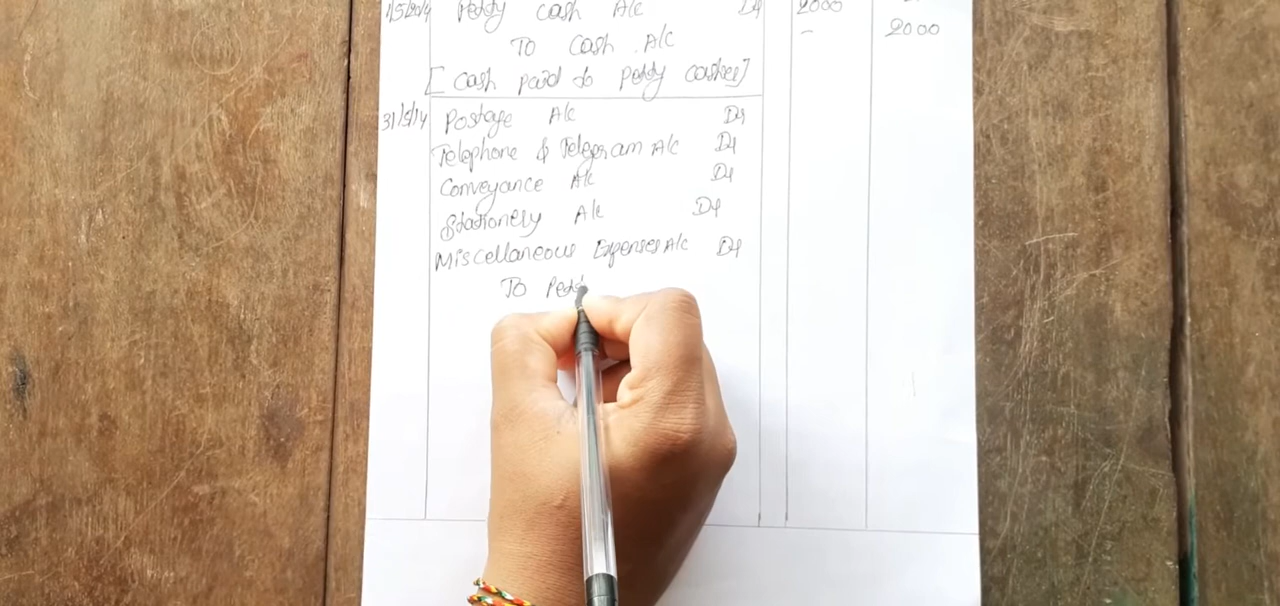 1/5/2014 Petty cash A/c Dr 2000
To Cash A/c - 2000
[cash paid to petty casher]
31/5/14 Postage A/c Dr
Telephone & Telegram A/c Dr
Conveyance A/c Dr
Stationery A/c Dr
Miscellaneous Expenses A/c Dr
To Petty